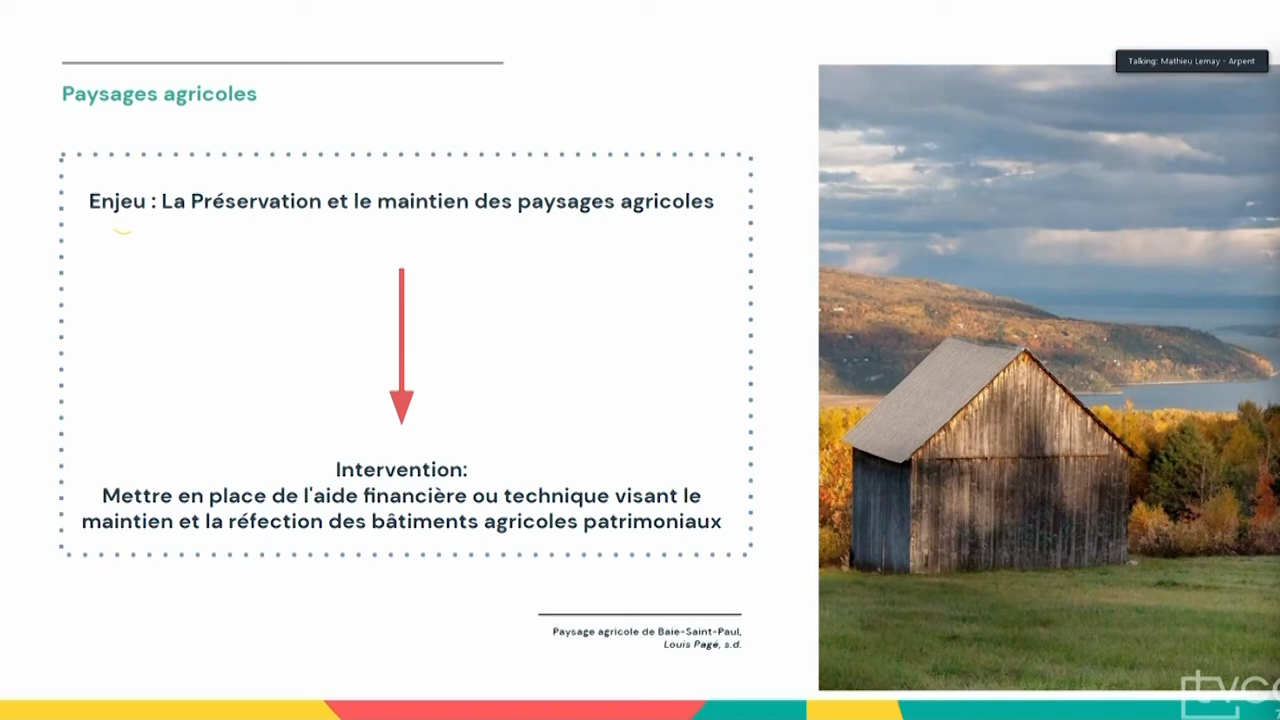 Talking: Mathieu Lemay - Arpent
Paysages agricoles
Enjeu : La Préservation et le maintien des paysages agricoles
Intervention:
Mettre en place de l'aide financière ou technique visant le
maintien et la réfection des bâtiments agricoles patrimoniaux
Paysage agricole de Baie-Saint-Paul,
Louis Pagé, s.d.